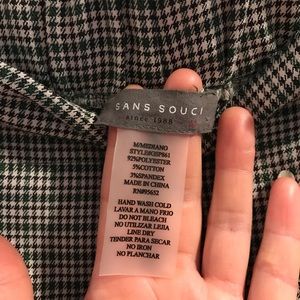 SANS SOUCI
since 1988
M/MEDIANO
92%POLYESTER
5%COTTON
3%SPANDEX
MADE IN CHINA
HAND WASH COLD
LAVAR A MANO FRIO
DO NOT BLEACH
NO UTILIZAR LEJIA
LINE DRY
TENDER PARA SECAR
NO IRON
NO PLANCHAR